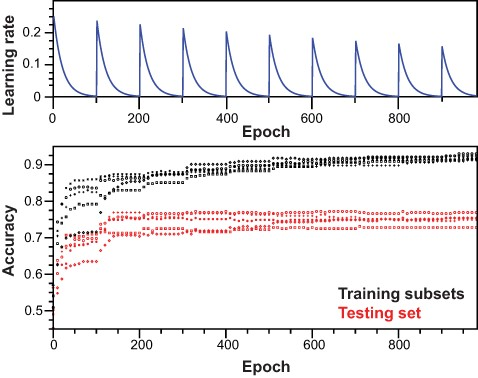 Learning rate
0.2
0.1
0
0 200 400 600 800
Epoch
Accuracy
0.9
0.8
0.7
0.6
0.5
Training subsets
Testing set
0 200 400 600 800
Epoch